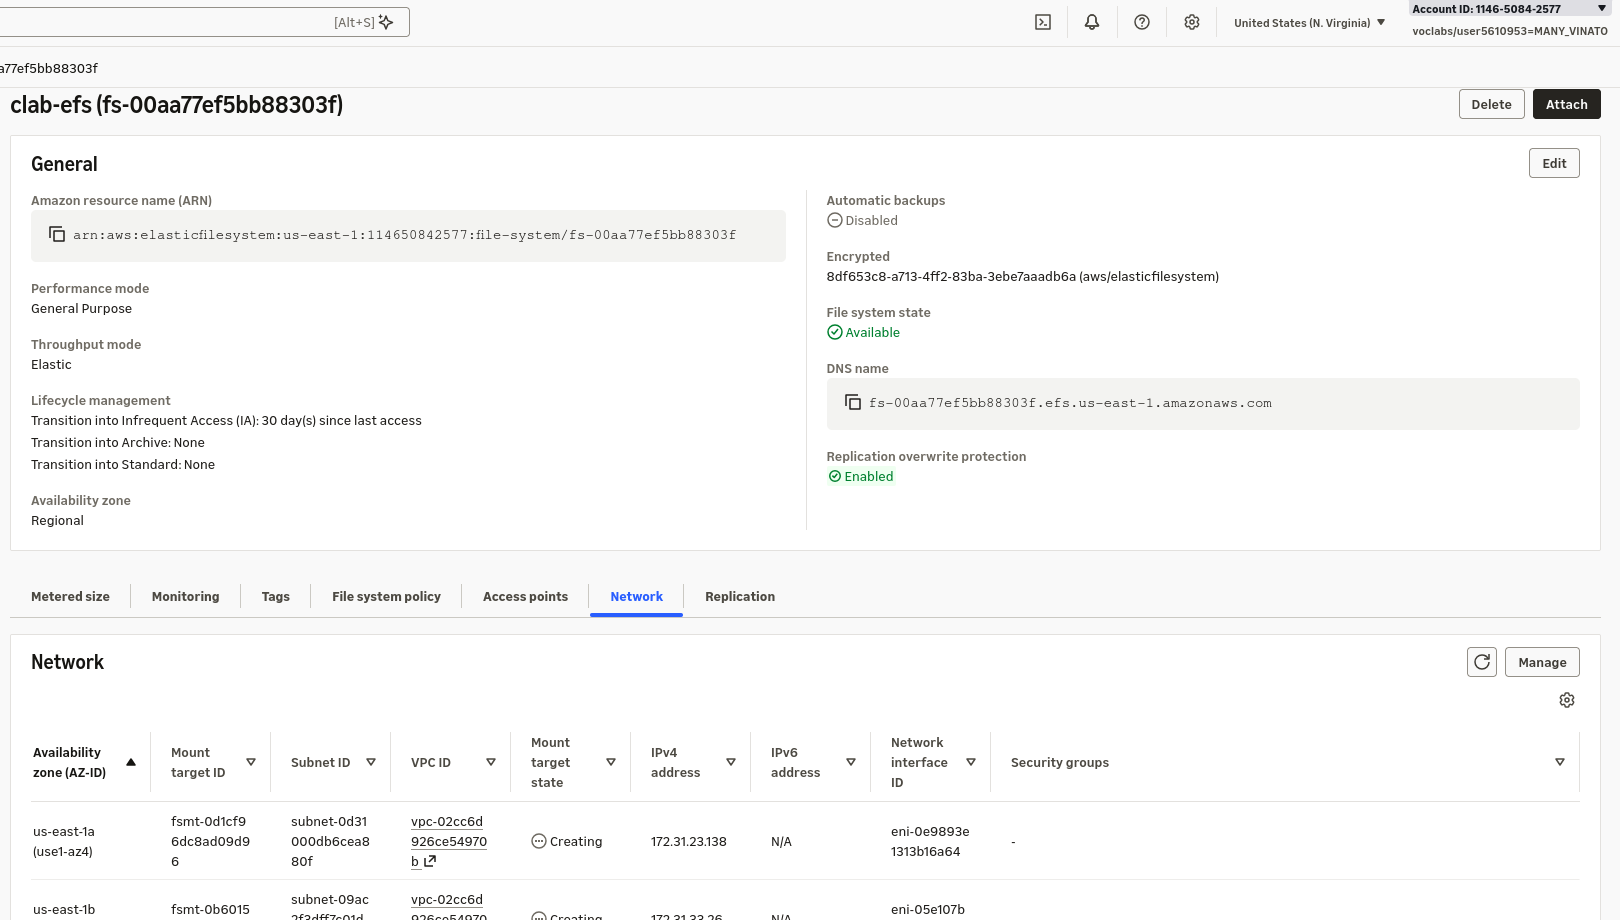 [Alt+S]
United States (N. Virginia)
Account ID: 1146-5084-2577
voclabs/user5610953=MANY_VINATO
a77ef5bb88303f
clab-efs (fs-00aa77ef5bb88303f)
Delete
Attach
General
Edit
Amazon resource name (ARN)
arn:aws:elasticfilesystem:us-east-1:114650842577:file-system/fs-00aa77ef5bb88303f
Performance mode
General Purpose
Throughput mode
Elastic
Lifecycle management
Transition into Infrequent Access (IA): 30 day(s) since last access
Transition into Archive: None
Transition into Standard: None
Availability zone
Regional
Automatic backups
Disabled
Encrypted
8df653c8-a713-4ff2-83ba-3ebe7aaadb6a (aws/elasticfilesystem)
File system state
Available
DNS name
fs-00aa77ef5bb88303f.efs.us-east-1.amazonaws.com
Replication overwrite protection
Enabled
Metered size
Monitoring
Tags
File system policy
Access points
Network
Replication
Network
Manage
Availability
zone (AZ-ID)
Mount
target ID
Subnet ID
VPC ID
Mount
target
state
IPv4
address
IPv6
address
Network
interface
ID
Security groups
us-east-1a
(use1-az4)
fsmt-0d1cf9
6dc8ad09d9
6
subnet-0d31
000db6cea8
80f
vpc-02cc6d
926ce54970
b
Creating
172.31.23.138
N/A
eni-0e9893e
1313b16a64
-
us-east-1b
fsmt-0b6015
subnet-09ac
2f3dff7c01d
vpc-02cc6d
926ce54970
Creating
172.31.33.26
N/A
eni-05e107b